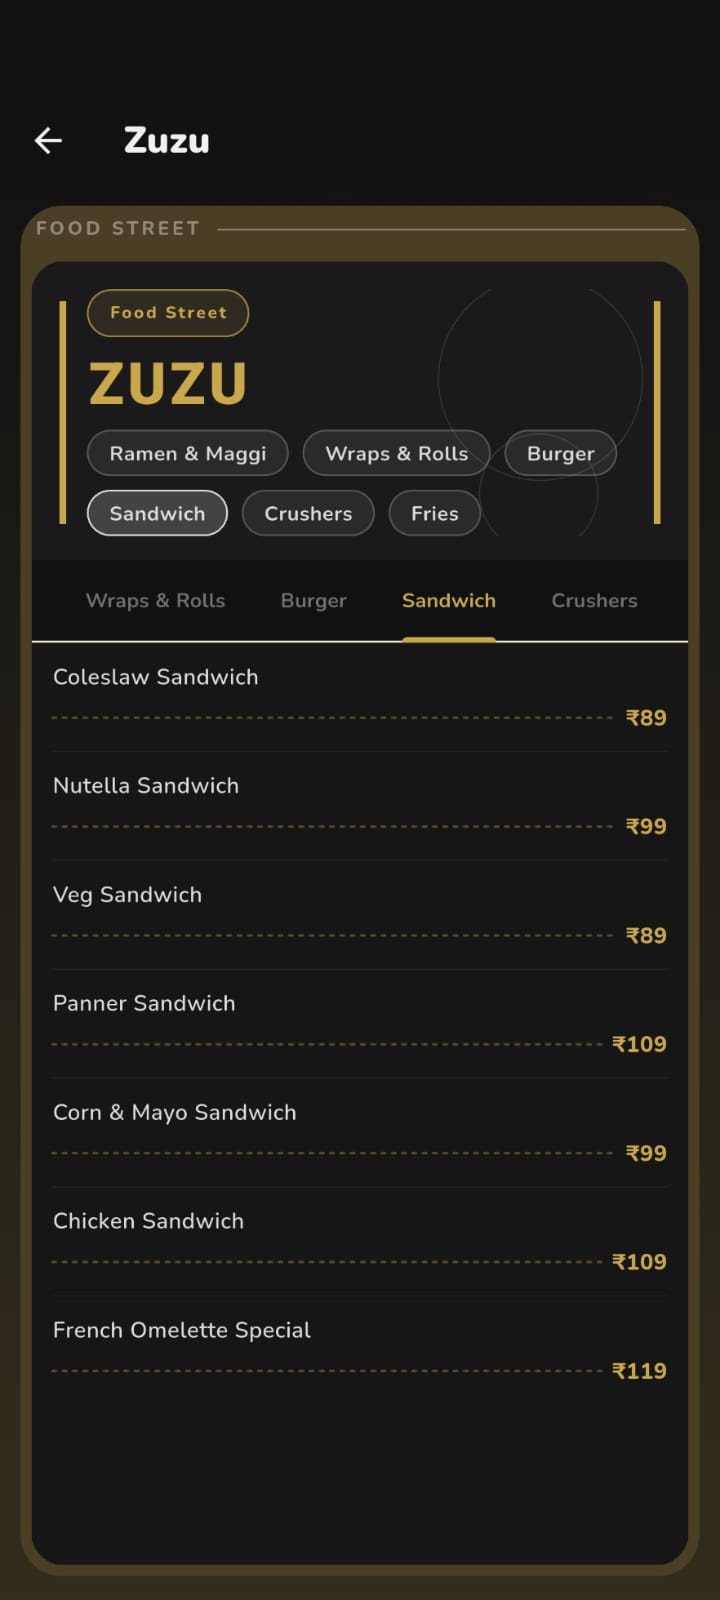 Zuzu
FOOD STREET
Food Street
ZUZU
Ramen & Maggi Wraps & Rolls Burger
Sandwich Crushers Fries
Wraps & Rolls Burger Sandwich Crushers
Coleslaw Sandwich
₹89
Nutella Sandwich
₹99
Veg Sandwich
₹89
Panner Sandwich
₹109
Corn & Mayo Sandwich
₹99
Chicken Sandwich
₹109
French Omelette Special
₹119